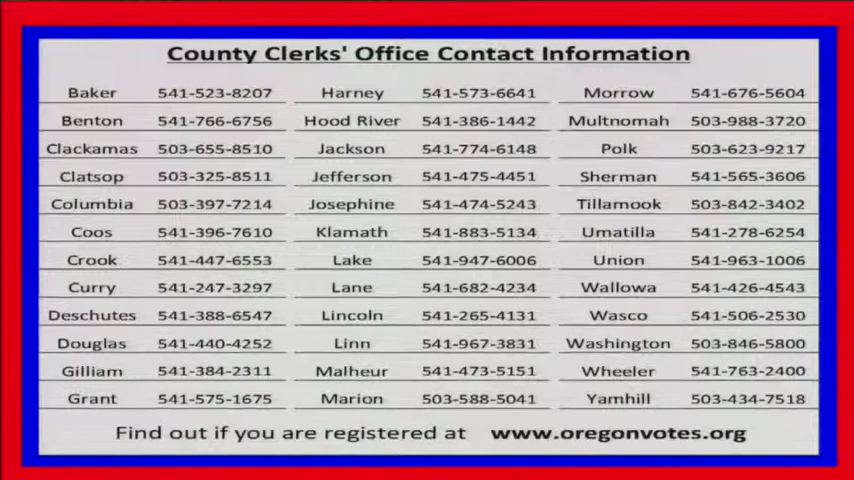 County Clerks' Office Contact Information
Baker 541-523-8207 Harney 541-573-6641 Morrow 541-676-5604
Benton 541-766-6756 Hood River 541-386-1442 Multnomah 503-988-3720
Clackamas 503-655-8510 Jackson 541-774-6148 Polk 503-623-9217
Clatsop 503-325-8511 Jefferson 541-475-4451 Sherman 541-565-3606
Columbia 503-397-7214 Josephine 541-474-5243 Tillamook 503-842-3402
Coos 541-396-7610 Klamath 541-883-5134 Umatilla 541-278-6254
Crook 541-447-6553 Lake 541-947-6006 Union 541-963-1006
Curry 541-247-3297 Lane 541-682-4234 Wallowa 541-426-4543
Deschutes 541-388-6547 Lincoln 541-265-4131 Wasco 541-506-2530
Douglas 541-440-4252 Linn 541-967-3831 Washington 503-846-5800
Gilliam 541-384-2311 Malheur 541-473-5151 Wheeler 541-763-2400
Grant 541-575-1675 Marion 503-588-5041 Yamhill 503-434-7518
Find out if you are registered at www.oregonvotes.org